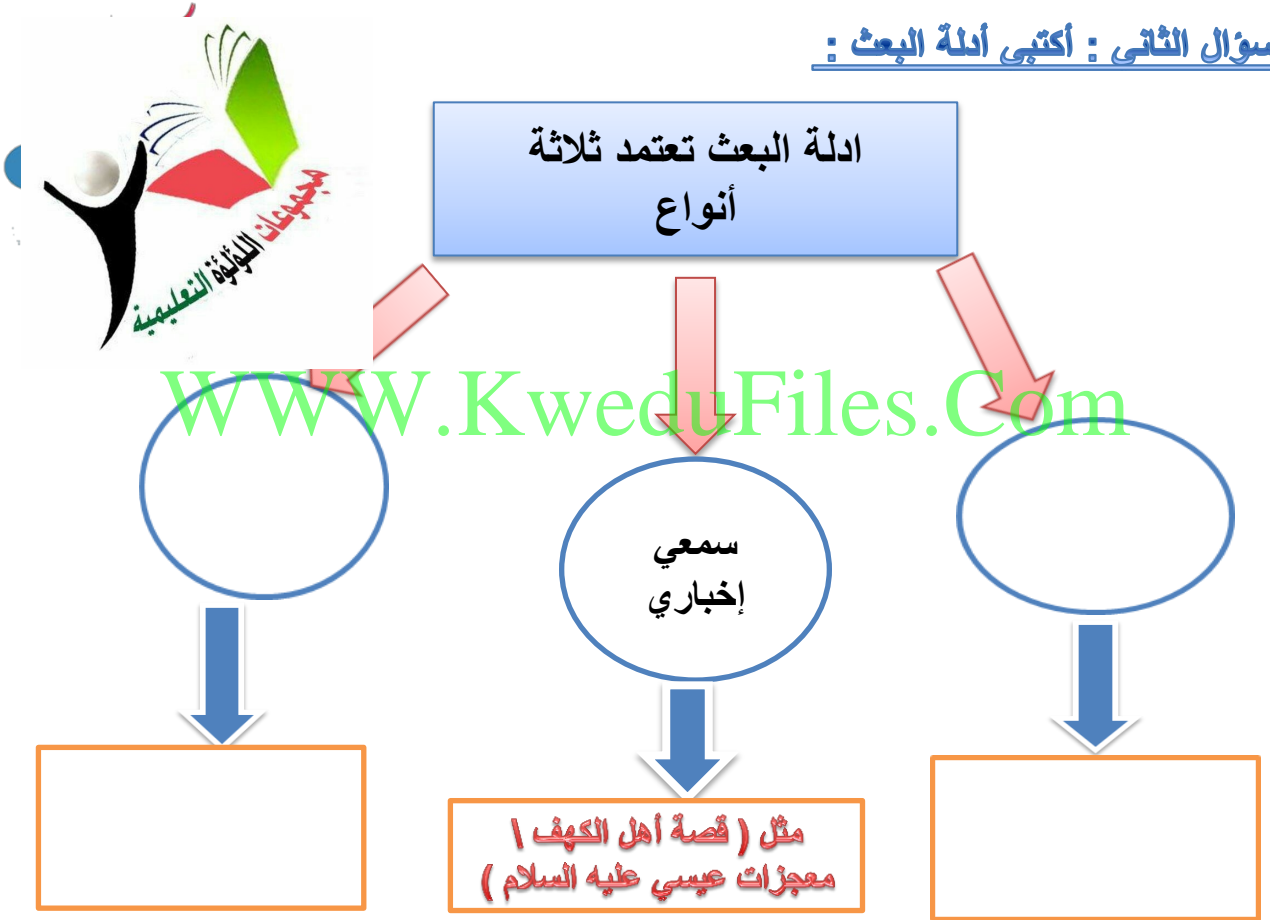 سؤال الثاني : أكتبي أدلة البعث :
مجموعات اللؤلؤة التعليمية
ادلة البعث تعتمد ثلاثة
أنواع
WWW.KweduFiles.Com
سمعي
إخباري
مثل ( قصة أهل الكهف \
معجزات عيسي عليه السلام )